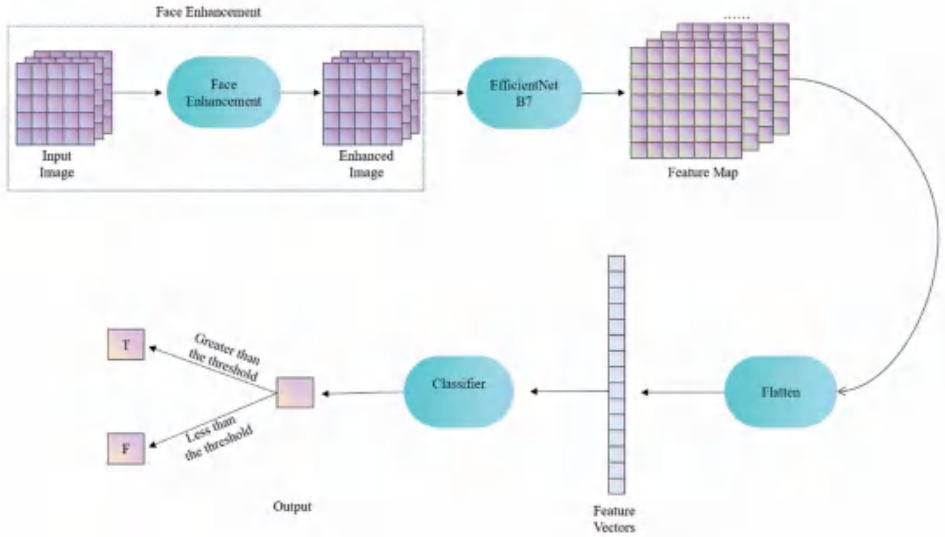 Face Enhancement
......
Face
Enhancement
EfficientNet
B7
Input
Image
Enhanced
Image
Feature Map
T
Greater than
the threshold
Classifier
Flatten
F
Less than
the threshold
Output
Feature
Vectors